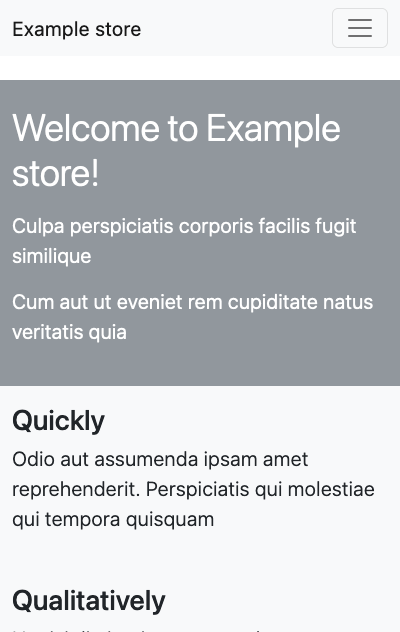 Example store
Welcome to Example
store!
Culpa perspiciatis corporis facilis fugit
similique
Cum aut ut eveniet rem cupiditate natus
veritatis quia
Quickly
Odio aut assumenda ipsam amet
reprehenderit. Perspiciatis qui molestiae
qui tempora quisquam
Qualitatively